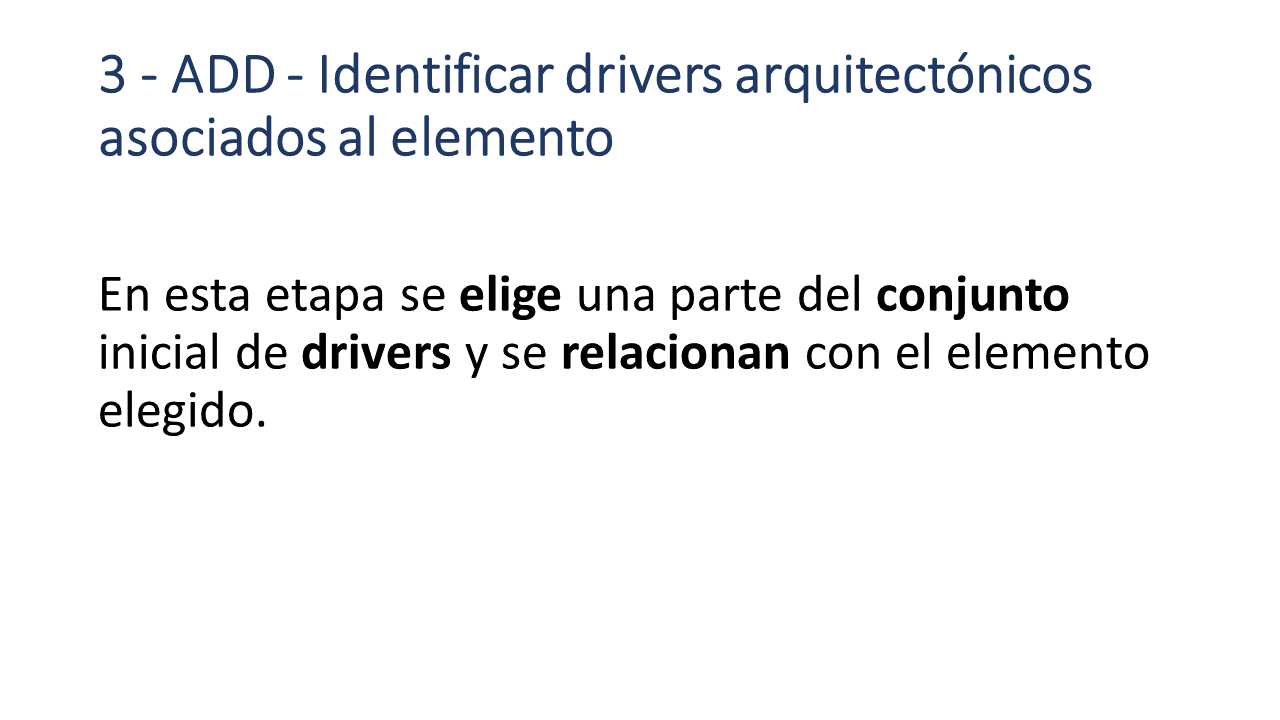 3 - ADD - Identificar drivers arquitectónicos
asociados al elemento
En esta etapa se elige una parte del conjunto
inicial de drivers y se relacionan con el elemento
elegido.